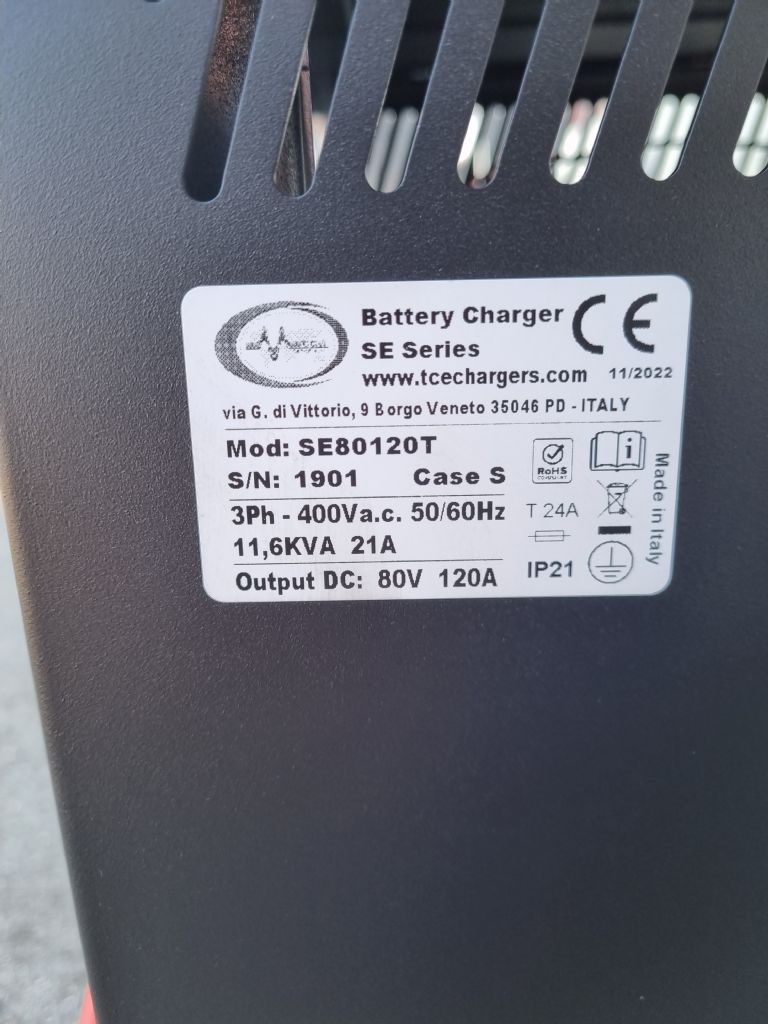 Battery Charger
SE Series
www.tcechargers.com
CE
11/2022
via G. di Vittorio, 9 Borgo Veneto 35046 PD - ITALY
Mod: SE80120T
S/N: 1901 Case S
3Ph - 400Va.c. 50/60Hz
11,6KVA 21A
Output DC: 80V 120A
RoHS
i
T 24A
IP21
Made in Italy